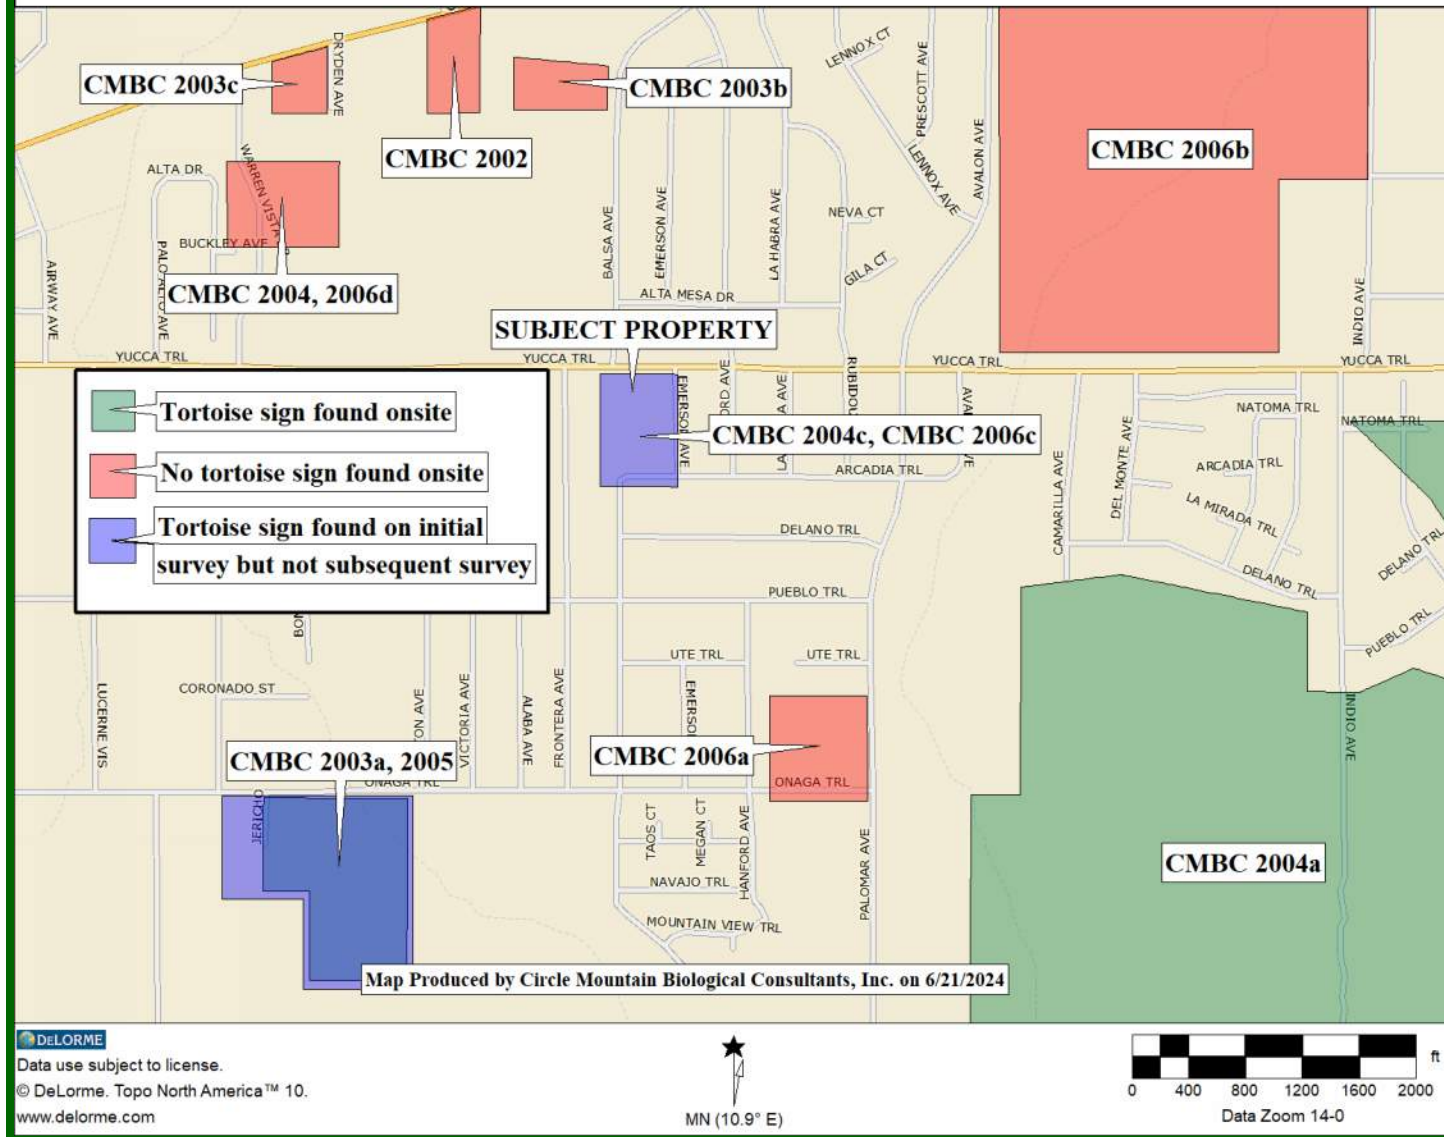 DRYDEN AVE
CMBC 2003c
CMBC 2002
CMBC 2003b
LENNOX CT
PRESCOTT AVE
LENNOX AVE
AVALON AVE
CMBC 2006b
ALTA DR
WARREN VISTA
BUCKLEY AVE
PALO ALTO AVE
AIRWAY AVE
CMBC 2004, 2006d
BALSA AVE
EMERSON AVE
LA HABRA AVE
NEVA CT
GILA CT
ALTA MESA DR
INDIO AVE
SUBJECT PROPERTY
YUCCA TRL
YUCCA TRL
YUCCA TRL
YUCCA TRL
Tortoise sign found onsite
No tortoise sign found onsite
Tortoise sign found on initial
survey but not subsequent survey
CMBC 2004c, CMBC 2006c
ARCADIA TRL
DELANO TRL
PUEBLO TRL
CAMARILLA AVE
DEL MONTE AVE
NATOMA TRL
NATOMA TRL
ARCADIA TRL
LA MIRADA TRL
DELANO TRL
DELANO TRL
PUEBLO TRL
UTE TRL
UTE TRL
LUCERNE VIS
CORONADO ST
VICTORIA AVE
ALABA AVE
FRONTERA AVE
CMBC 2003a, 2005
ONAGA TRL
JERICHO
CMBC 2006a
ONAGA TRL
TAOS CT
MEGAN CT
HANFORD AVE
PALOMAR AVE
NAVAJO TRL
MOUNTAIN VIEW TRL
INDIO AVE
CMBC 2004a
Map Produced by Circle Mountain Biological Consultants, Inc. on 6/21/2024
DELORME
Data use subject to license.
© DeLorme. Topo North America™ 10.
www.delorme.com
MN (10.9° E)
ft
0 400 800 1200 1600 2000
Data Zoom 14-0